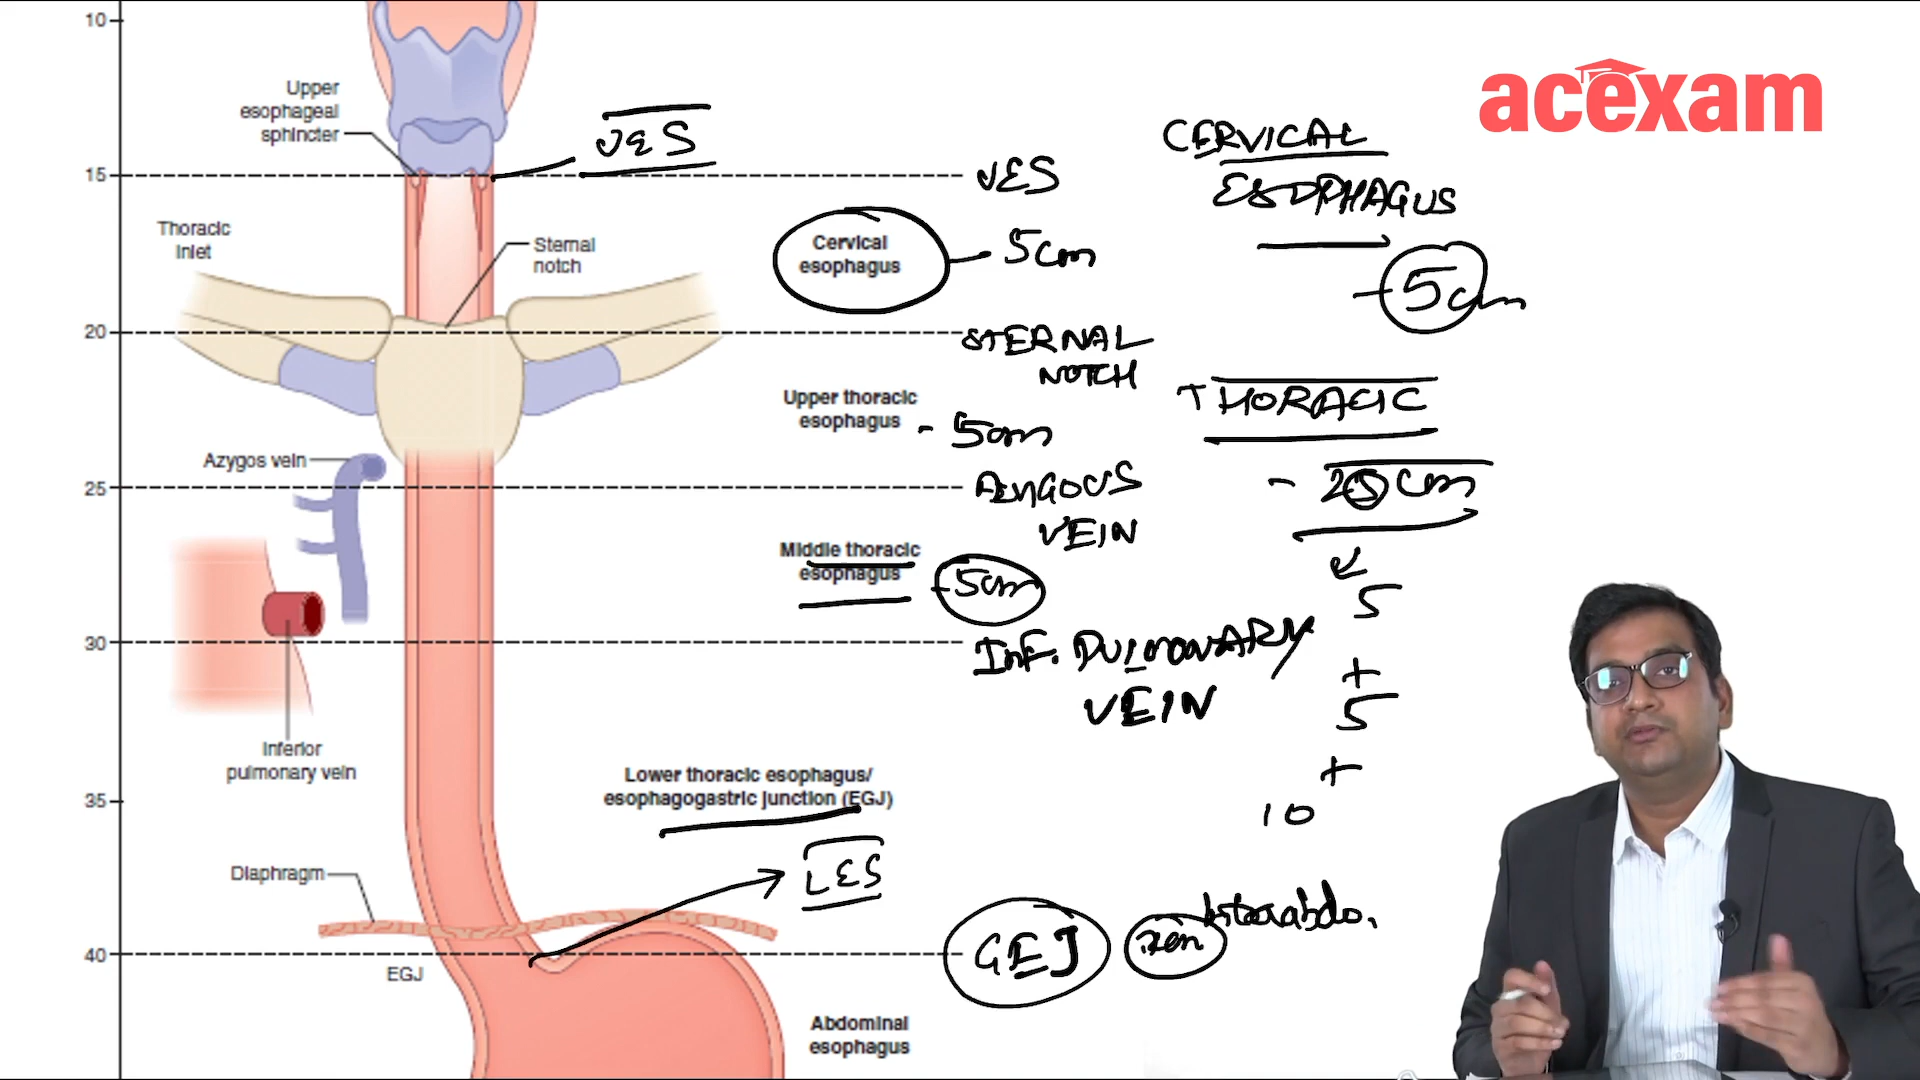 10
acexam
Upper
esophageal
sphincter
UES
CERVICAL
ESOPHAGUS
15
UES
Thoracic
inlet
Sternal
notch
Cervical
esophagus
- 5cm
- 5cm
20
STERNAL
NOTCH
Upper thoracic
esophagus
- 5cm
THORACIC
- 20 cm
Azygos vein
25
AZYGOUS
VEIN
Middle thoracic
esophagus
- 5cm
5
+
5
+
10
30
INF. PULMONARY
VEIN
Inferior
pulmonary vein
Lower thoracic esophagus/
esophagogastric junction (EGJ)
35
LES
Diaphragm
40
EGJ
GEJ
2cm
Abdominal
esophagus